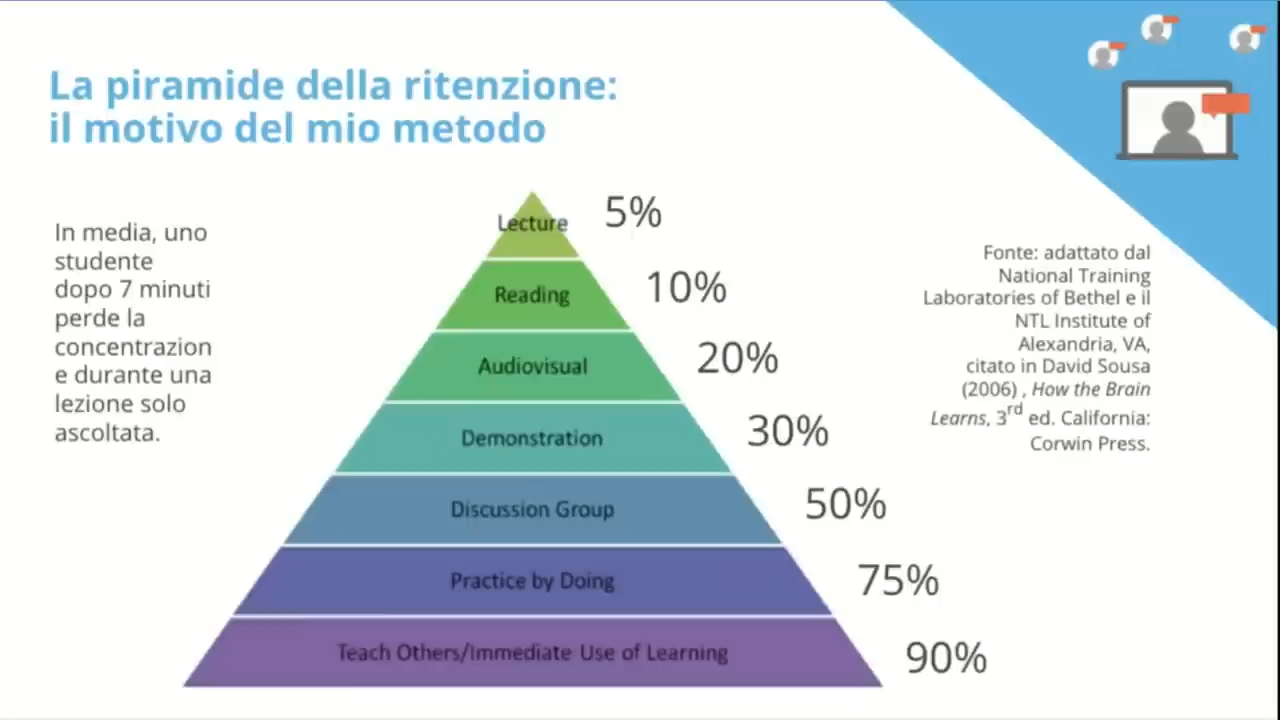 La piramide della ritenzione:
il motivo del mio metodo
In media, uno
studente
dopo 7 minuti
perde la
concentrazion
e durante una
lezione solo
ascoltata.
Lecture 5%
Reading 10%
Audiovisual 20%
Demonstration 30%
Discussion Group 50%
Practice by Doing 75%
Teach Others/Immediate Use of Learning 90%
Fonte: adattato dal
National Training
Laboratories of Bethel e il
NTL Institute of
Alexandria, VA,
citato in David Sousa
(2006) , How the Brain
Learns, 3rd ed. California:
Corwin Press.